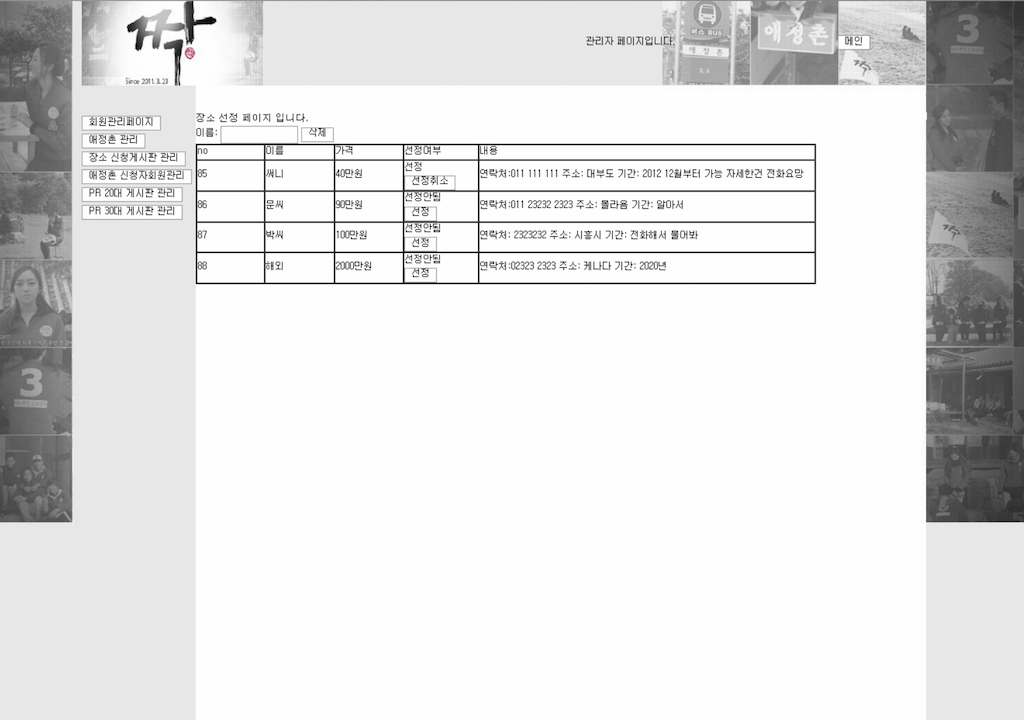 짝
Since 2011.3.23
관리자 페이지입니다.
버스 BUS
애정촌
애정촌
메인
짝
3
회원관리페이지
애정촌 관리
장소 신청게시판 관리
애정촌 신청자회원관리
PR 20대 게시판 관리
PR 30대 게시판 관리
장소 선정 페이지 입니다.
이름: 삭제
no 이름 가격 선정여부 내용
85 써니 40만원 선정 선정취소 연락처:011 111 111 주소: 대부도 기간: 2012 12월부터 가능 자세한건 전화요망
86 문씨 90만원 선정안됨 선정 연락처:011 23232 2323 주소: 몰라욤 기간: 알아서
87 박씨 100만원 선정안됨 선정 연락처: 2323232 주소: 시흥시 기간: 전화해서 물어봐
88 해외 2000만원 선정안됨 선정 연락처:02323 2323 주소: 케나다 기간: 2020년
3